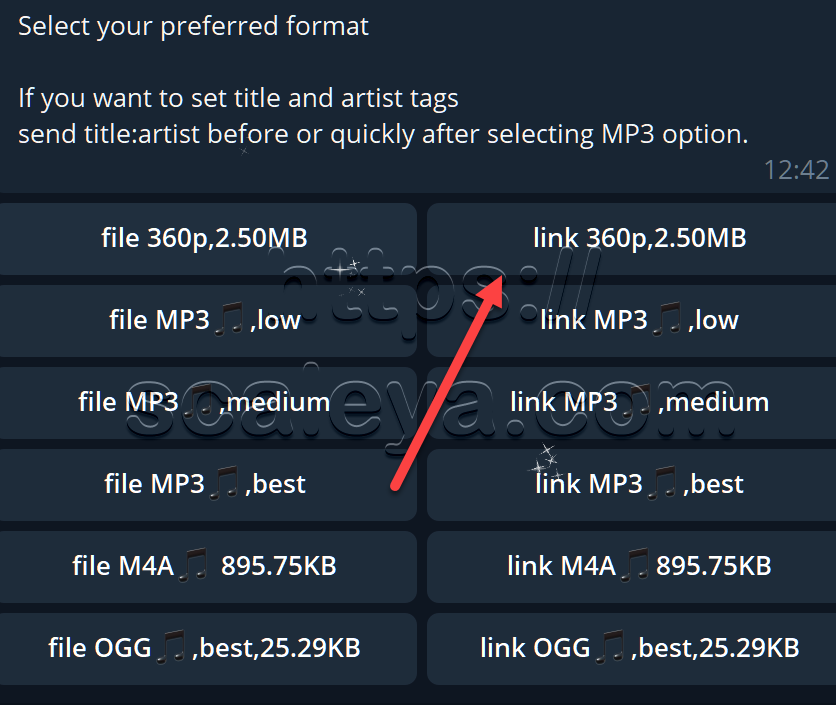 Select your preferred format
If you want to set title and artist tags
send title:artist before or quickly after selecting MP3 option.
12:42
file 360p,2.50MB
link 360p,2.50MB
https://
file MP3🎵,low
link MP3🎵,low
file MP3🎵,medium
link MP3🎵,medium
soaleya.com
file MP3🎵,best
link MP3🎵,best
file M4A🎵 895.75KB
link M4A🎵 895.75KB
file OGG🎵,best,25.29KB
link OGG🎵,best,25.29KB